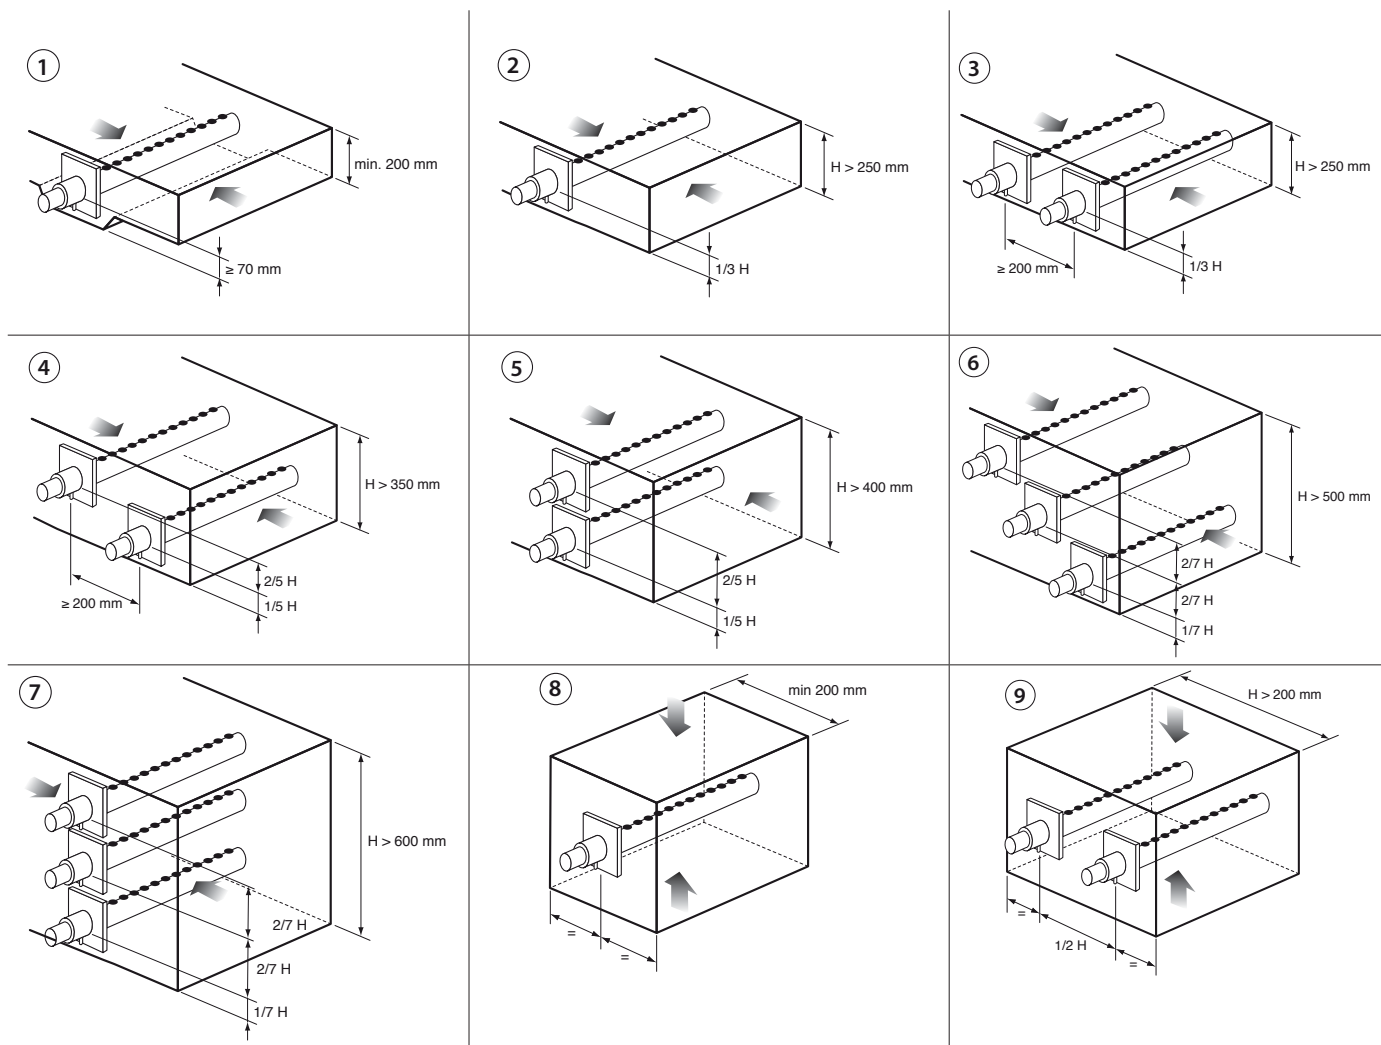 1
min. 200 mm
≥ 70 mm
2
H > 250 mm
1/3 H
3
H > 250 mm
≥ 200 mm
1/3 H
4
H > 350 mm
2/5 H
≥ 200 mm
1/5 H
5
H > 400 mm
2/5 H
1/5 H
6
H > 500 mm
2/7 H
2/7 H
1/7 H
7
H > 600 mm
2/7 H
2/7 H
1/7 H
8
min 200 mm
=
=
9
H > 200 mm
=
1/2 H
=